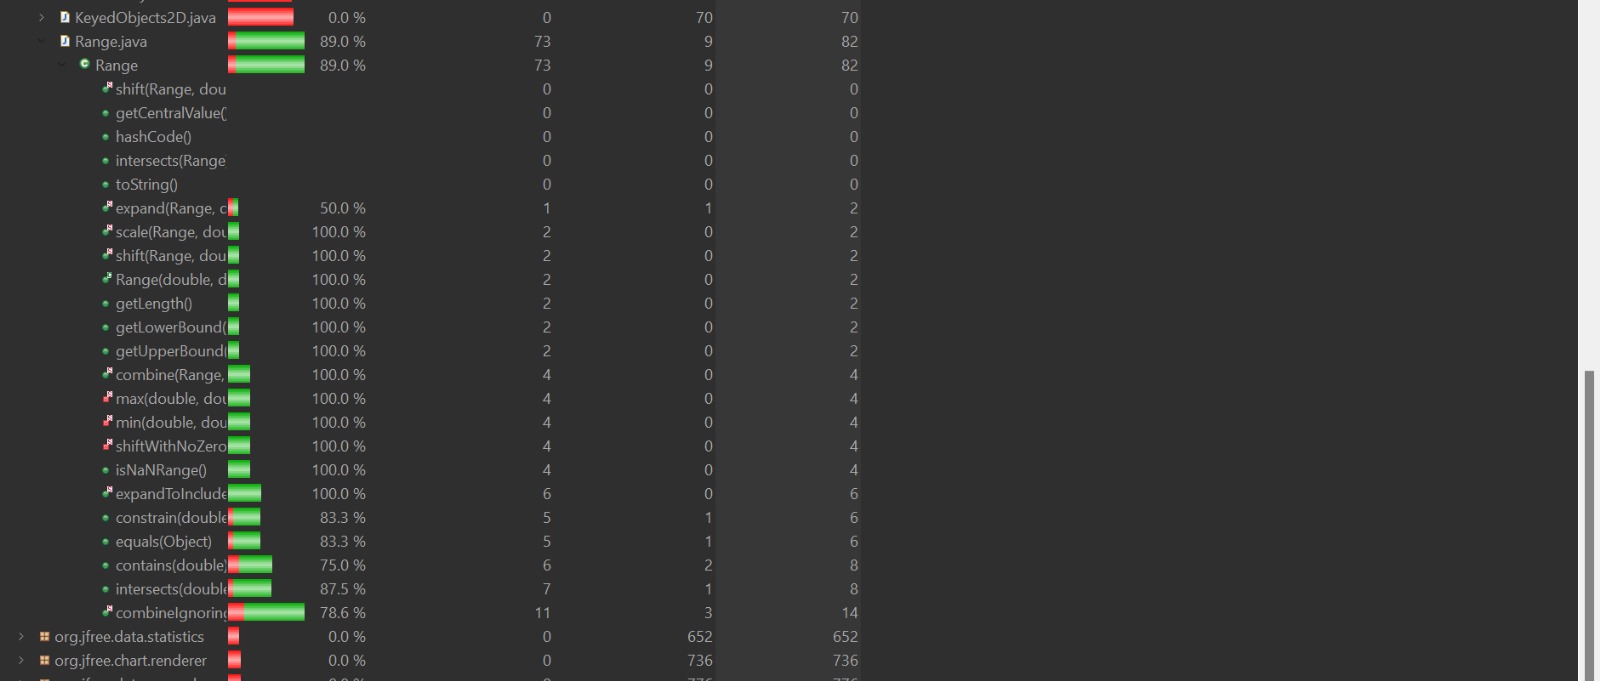 KeyedObjects2D.java 0.0 % 0 70 70
Range.java 89.0 % 73 9 82
Range 89.0 % 73 9 82
shift(Range, dou 0 0 0
getCentralValue() 0 0 0
hashCode() 0 0 0
intersects(Range 0 0 0
toString() 0 0 0
expand(Range, d 50.0 % 1 1 2
scale(Range, dou 100.0 % 2 0 2
shift(Range, dou 100.0 % 2 0 2
Range(double, d 100.0 % 2 0 2
getLength() 100.0 % 2 0 2
getLowerBound( 100.0 % 2 0 2
getUpperBound( 100.0 % 2 0 2
combine(Range, 100.0 % 4 0 4
max(double, dou 100.0 % 4 0 4
min(double, dou 100.0 % 4 0 4
shiftWithNoZero 100.0 % 4 0 4
isNaNRange() 100.0 % 4 0 4
expandToInclude 100.0 % 6 0 6
constrain(double 83.3 % 5 1 6
equals(Object) 83.3 % 5 1 6
contains(double) 75.0 % 6 2 8
intersects(double 87.5 % 7 1 8
combineIgnoring 78.6 % 11 3 14
org.jfree.data.statistics 0.0 % 0 652 652
org.jfree.chart.renderer 0.0 % 0 736 736